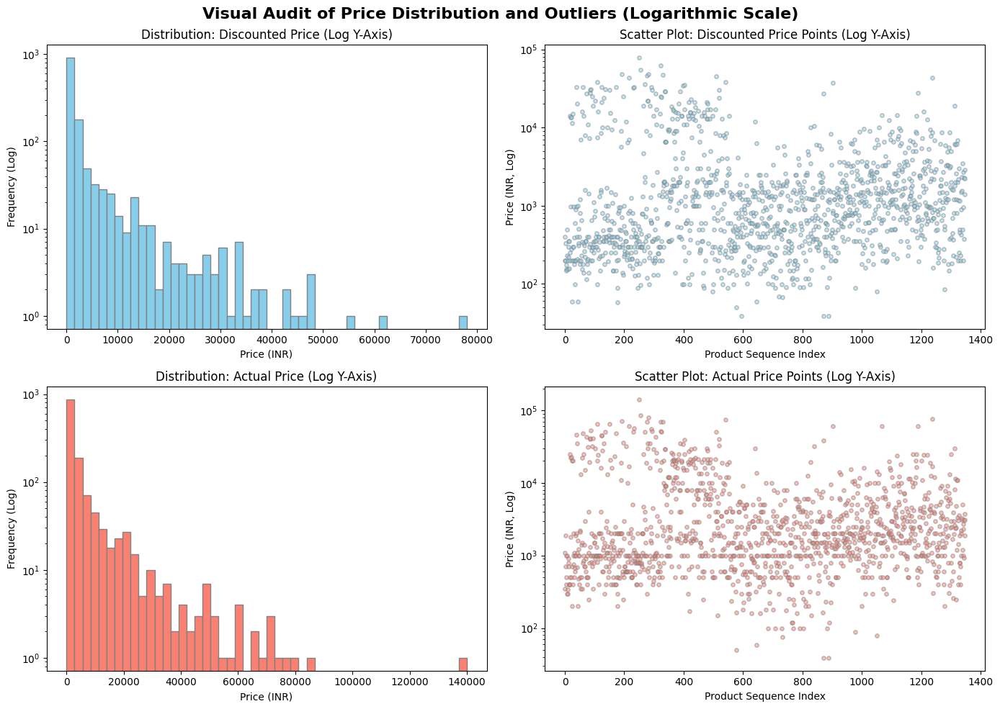 Visual Audit of Price Distribution and Outliers (Logarithmic Scale)
Distribution: Discounted Price (Log Y-Axis)
Frequency (Log)
10³
10²
10¹
10⁰
0 10000 20000 30000 40000 50000 60000 70000 80000
Price (INR)
Scatter Plot: Discounted Price Points (Log Y-Axis)
Price (INR, Log)
10⁵
10⁴
10³
10²
0 200 400 600 800 1000 1200 1400
Product Sequence Index
Distribution: Actual Price (Log Y-Axis)
Frequency (Log)
10³
10²
10¹
10⁰
0 20000 40000 60000 80000 100000 120000 140000
Price (INR)
Scatter Plot: Actual Price Points (Log Y-Axis)
Price (INR, Log)
10⁵
10⁴
10³
10²
0 200 400 600 800 1000 1200 1400
Product Sequence Index